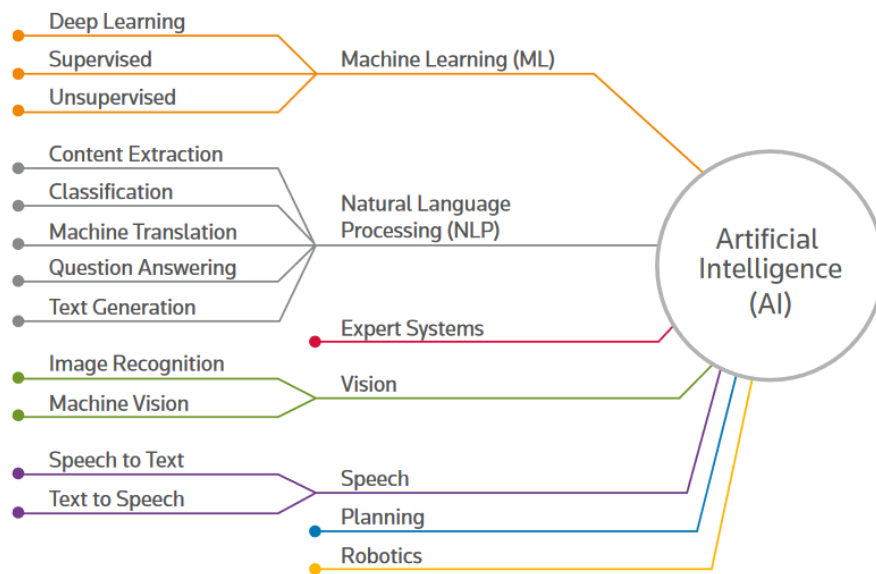 Deep Learning
Supervised
Unsupervised
Machine Learning (ML)
Content Extraction
Classification
Machine Translation
Question Answering
Text Generation
Natural Language
Processing (NLP)
Expert Systems
Image Recognition
Machine Vision
Vision
Speech to Text
Text to Speech
Speech
Planning
Robotics
Artificial
Intelligence
(AI)